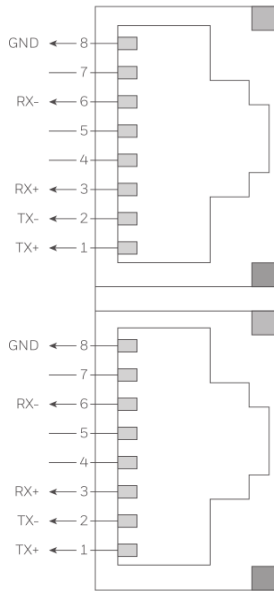 GND 8
7
RX- 6
5
4
RX+ 3
TX- 2
TX+ 1
GND 8
7
RX- 6
5
4
RX+ 3
TX- 2
TX+ 1